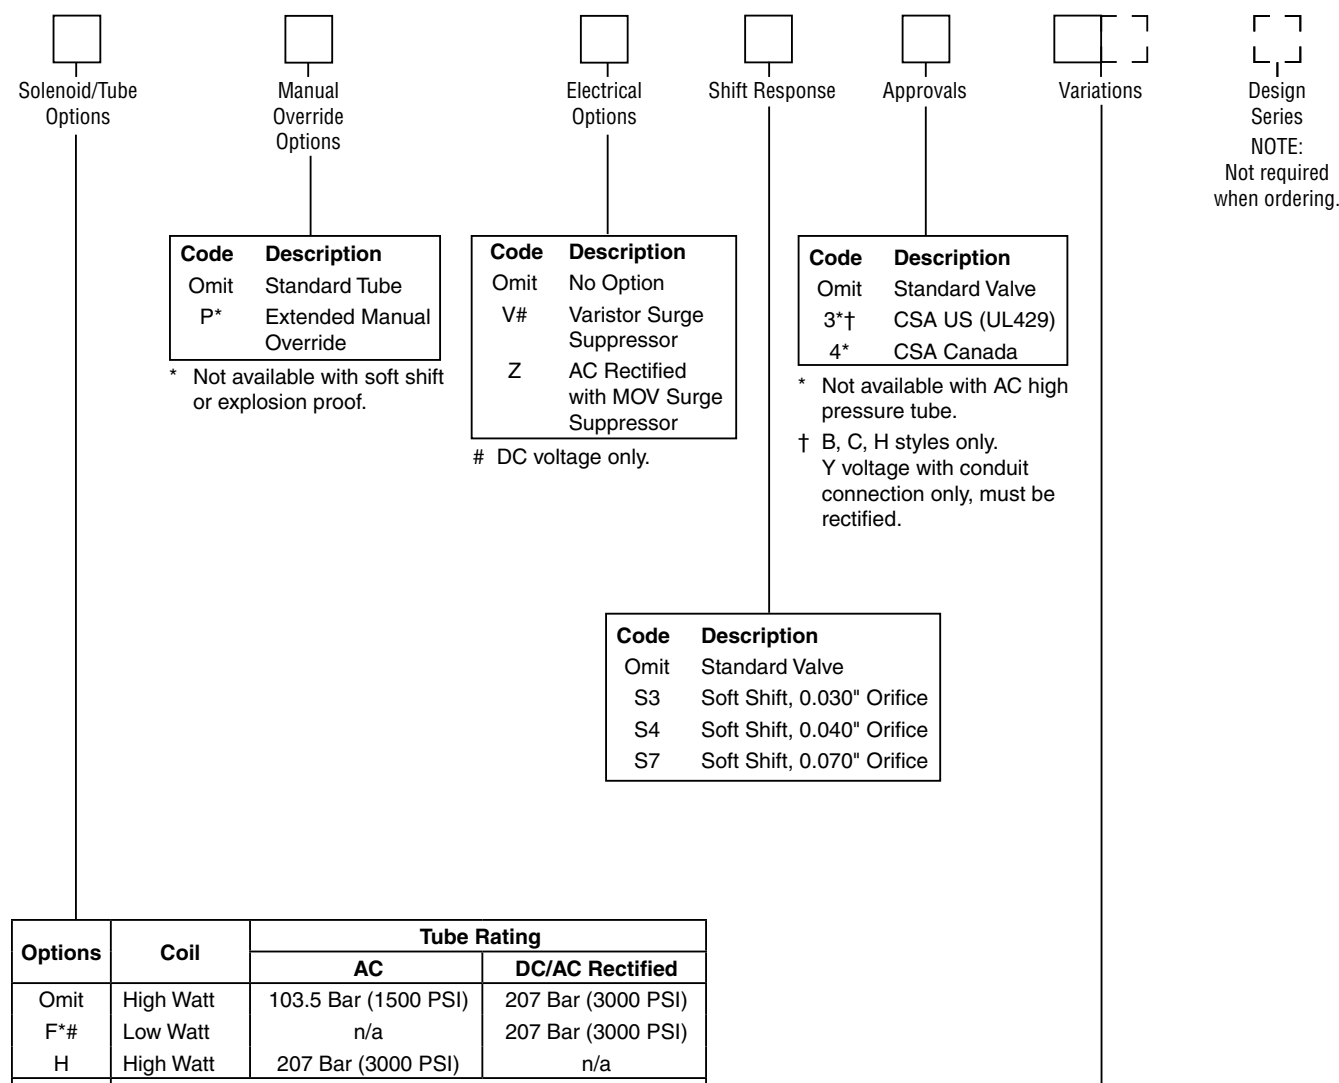 Solenoid/Tube
Options
Manual
Override
Options
Electrical
Options
Shift Response
Approvals
Variations
Design
Series
NOTE:
Not required
when ordering.
Code Description
Omit Standard Tube
P* Extended Manual
Override
* Not available with soft shift
or explosion proof.
Code Description
Omit No Option
V# Varistor Surge
Suppressor
Z AC Rectified
with MOV Surge
Suppressor
# DC voltage only.
Code Description
Omit Standard Valve
3*† CSA US (UL429)
4* CSA Canada
* Not available with AC high
pressure tube.
† B, C, H styles only.
Y voltage with conduit
connection only, must be
rectified.
Code Description
Omit Standard Valve
S3 Soft Shift, 0.030" Orifice
S4 Soft Shift, 0.040" Orifice
S7 Soft Shift, 0.070" Orifice
Options Coil Tube Rating
AC DC/AC Rectified
Omit High Watt 103.5 Bar (1500 PSI) 207 Bar (3000 PSI)
F*# Low Watt n/a 207 Bar (3000 PSI)
H High Watt 207 Bar (3000 PSI) n/a